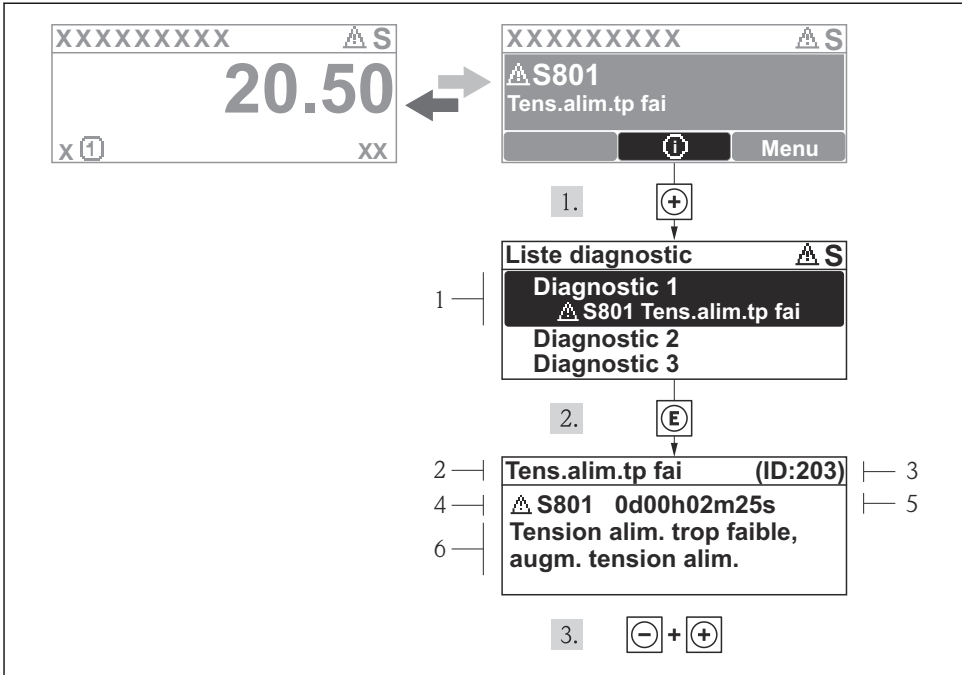 XXXXXXXXX ⚠ S
20.50
x 1 xx
XXXXXXXXX ⚠ S
⚠ S801
Tens.alim.tp fai
i Menu
1. +
Liste diagnostic ⚠ S
1 Diagnostic 1
⚠ S801 Tens.alim.tp fai
Diagnostic 2
Diagnostic 3
2. E
2 Tens.alim.tp fai (ID:203) 3
4 ⚠ S801 0d00h02m25s 5
6 Tension alim. trop faible,
augm. tension alim.
3. - + +